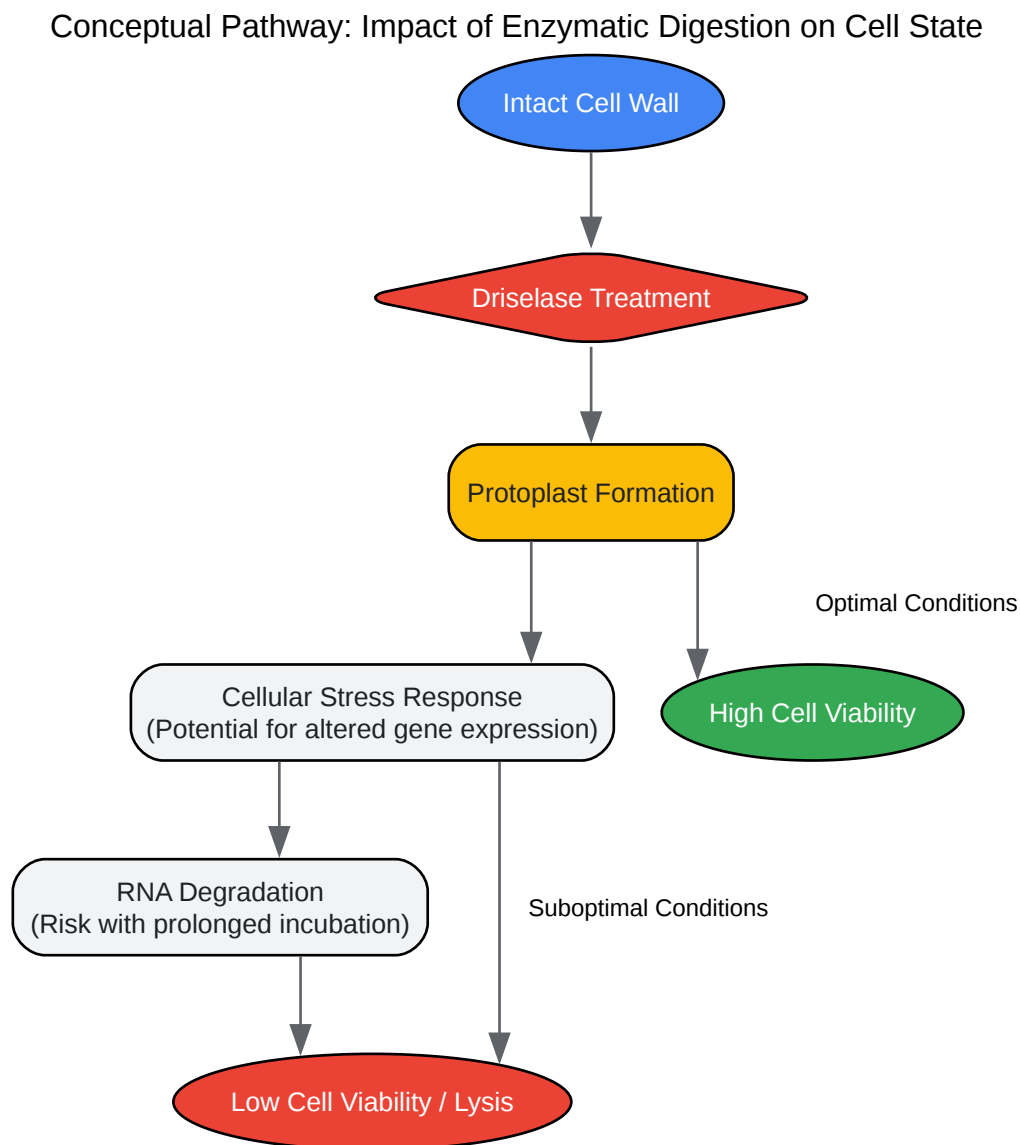 Conceptual Pathway: Impact of Enzymatic Digestion on Cell State
Intact Cell Wall
Driselase Treatment
Protoplast Formation
Optimal Conditions
Cellular Stress Response
(Potential for altered gene expression)
High Cell Viability
RNA Degradation
(Risk with prolonged incubation)
Suboptimal Conditions
Low Cell Viability / Lysis